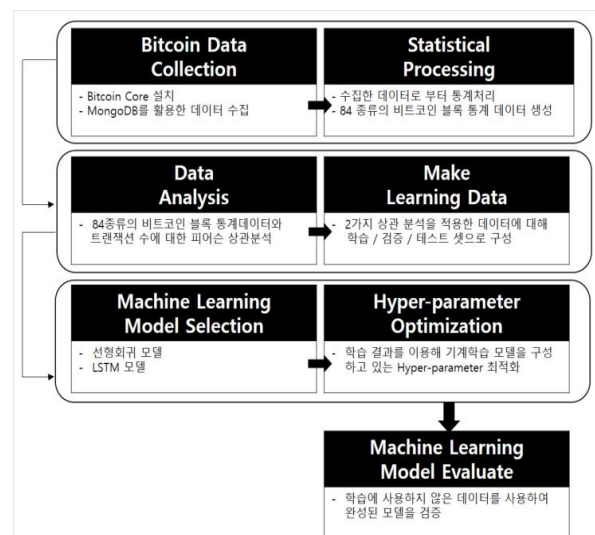 Bitcoin Data
Collection
- Bitcoin Core 설치
- MongoDB를 활용한 데이터 수집
Statistical
Processing
- 수집한 데이터로 부터 통계처리
- 84 종류의 비트코인 블록 통계 데이터 생성
Data
Analysis
- 84종류의 비트코인 블록 통계데이터와
트랜잭션 수에 대한 피어슨 상관분석
Make
Learning Data
- 2가지 상관 분석을 적용한 데이터에 대해
학습 / 검증 / 테스트 셋으로 구성
Machine Learning
Model Selection
- 선형회귀 모델
- LSTM 모델
Hyper-parameter
Optimization
- 학습 결과를 이용해 기계학습 모델을 구성
하고 있는 Hyper-parameter 최적화
Machine Learning
Model Evaluate
- 학습에 사용하지 않은 데이터를 사용하여
완성된 모델을 검증